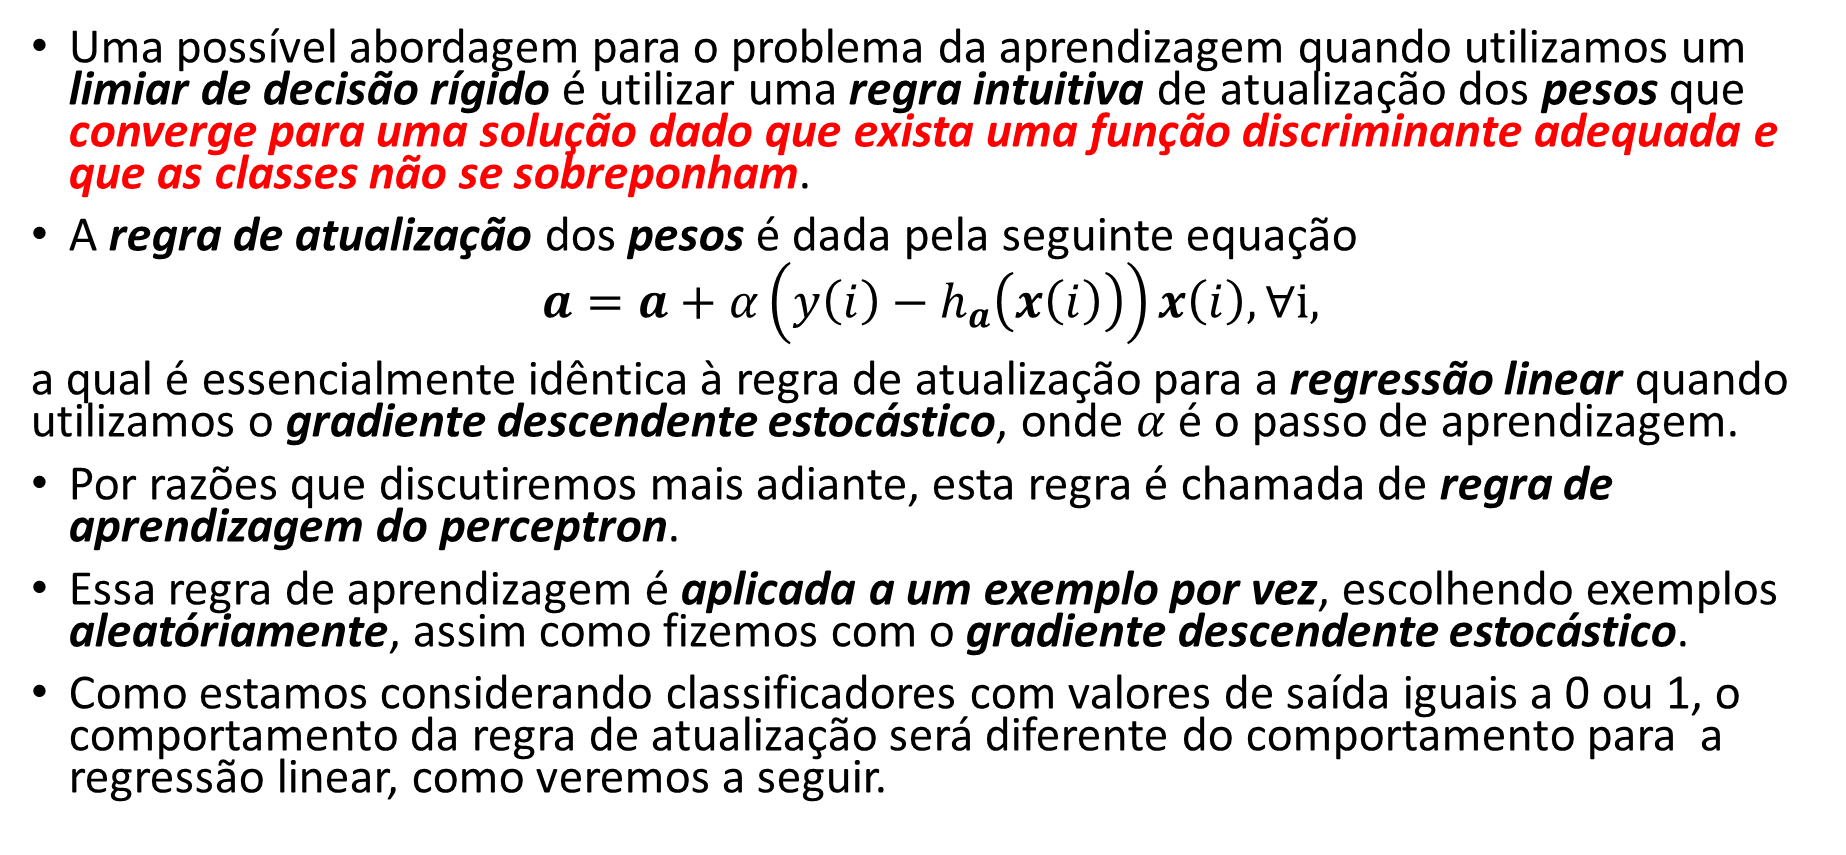 • Uma possível abordagem para o problema da aprendizagem quando utilizamos um
limiar de decisão rígido é utilizar uma regra intuitiva de atualização dos pesos que
converge para uma solução dado que exista uma função discriminante adequada e
que as classes não se sobreponham.
• A regra de atualização dos pesos é dada pela seguinte equação
a = a + α(y(i) − hₐ(x(i)))x(i), ∀i,
a qual é essencialmente idêntica à regra de atualização para a regressão linear quando
utilizamos o gradiente descendente estocástico, onde α é o passo de aprendizagem.
• Por razões que discutiremos mais adiante, esta regra é chamada de regra de
aprendizagem do perceptron.
• Essa regra de aprendizagem é aplicada a um exemplo por vez, escolhendo exemplos
aleatóriamente, assim como fizemos com o gradiente descendente estocástico.
• Como estamos considerando classificadores com valores de saída iguais a 0 ou 1, o
comportamento da regra de atualização será diferente do comportamento para  a
regressão linear, como veremos a seguir.